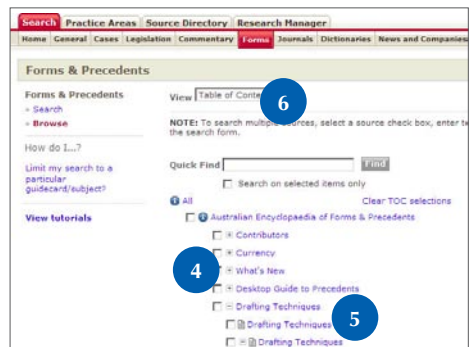 Search Practice Areas Source Directory Research Manager
Home General Cases Legislation Commentary Forms Journals Dictionaries News and Companies
Forms & Precedents
Forms & Precedents
- Search
- Browse
How do I...?
Limit my search to a
particular
guidecard/subject?
View tutorials
View Table of Conte
6
NOTE: To search multiple sources, select a source check box, enter
the search form.
Quick Find Find
Search on selected items only
All Clear TOC selections
Australian Encyclopaedia of Forms & Precedents
Contributors
Currency
4 What's New
Desktop Guide to Precedents
Drafting Techniques
Drafting Techniques 5
Drafting Techniques